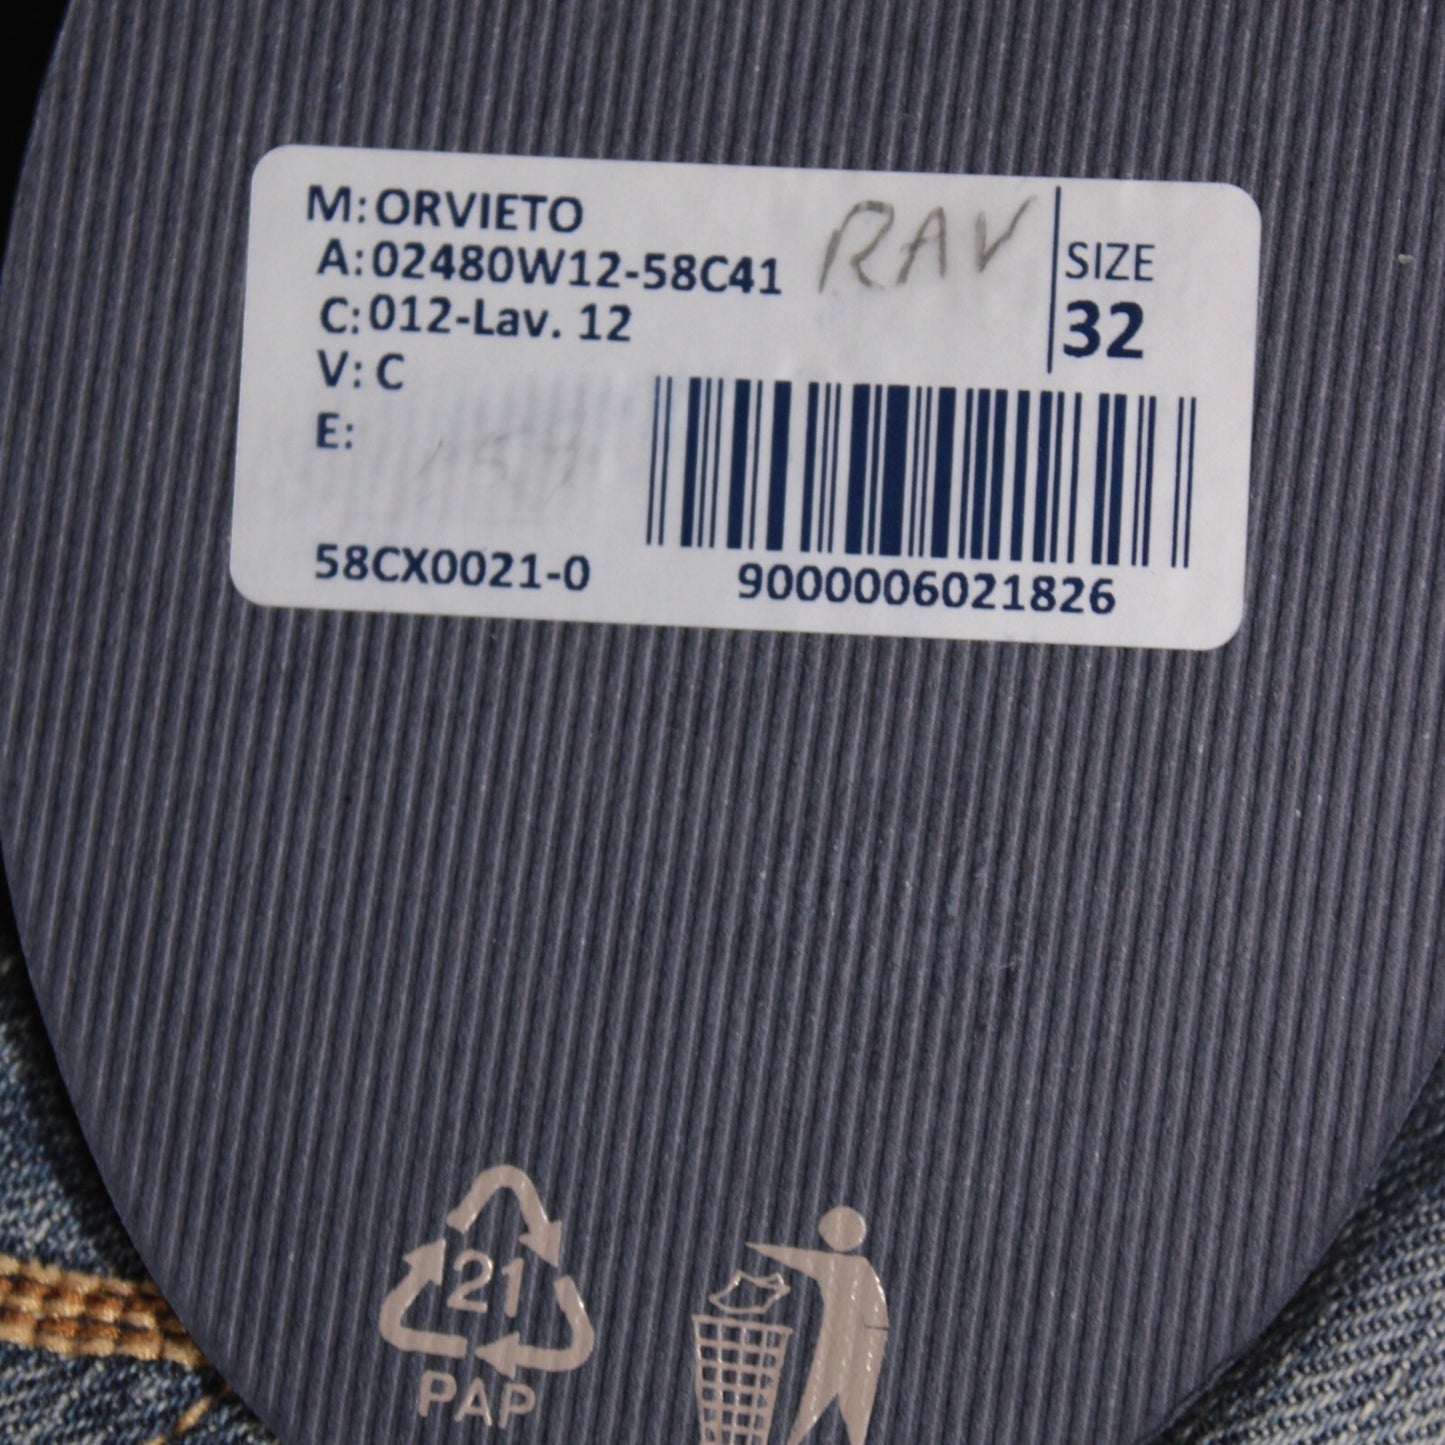 M: ORVIETO
A: 02480W12-58C41
RAV
C: 012-Lav. 12
V: C
E:
SIZE
32
58CX0021-0
9000006021826
21
PAP